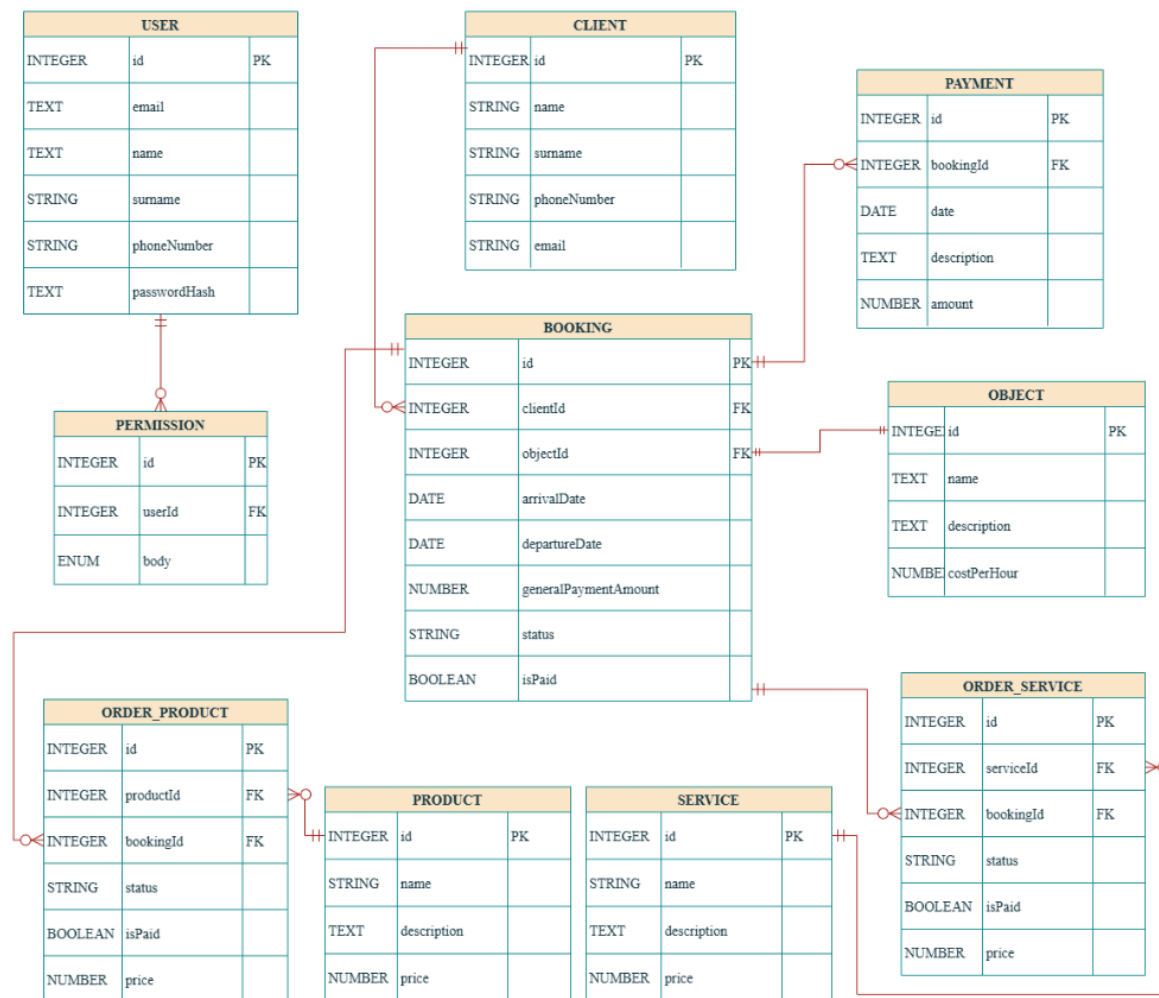 USER
INTEGER id PK
TEXT email
TEXT name
STRING surname
STRING phoneNumber
TEXT passwordHash
CLIENT
INTEGER id PK
STRING name
STRING surname
STRING phoneNumber
STRING email
PAYMENT
INTEGER id PK
INTEGER bookingId FK
DATE date
TEXT description
NUMBER amount
BOOKING
INTEGER id PK
INTEGER clientId FK
INTEGER objectId FK
DATE arrivalDate
DATE departureDate
NUMBER generalPaymentAmount
STRING status
BOOLEAN isPaid
PERMISSION
INTEGER id PK
INTEGER userId FK
ENUM body
OBJECT
INTEGE id PK
TEXT name
TEXT description
NUMBE costPerHour
ORDER_PRODUCT
INTEGER id PK
INTEGER productId FK
INTEGER bookingId FK
STRING status
BOOLEAN isPaid
NUMBER price
PRODUCT
INTEGER id PK
STRING name
TEXT description
NUMBER price
SERVICE
INTEGER id PK
STRING name
TEXT description
NUMBER price
ORDER_SERVICE
INTEGER id PK
INTEGER serviceId FK
INTEGER bookingId FK
STRING status
BOOLEAN isPaid
NUMBER price